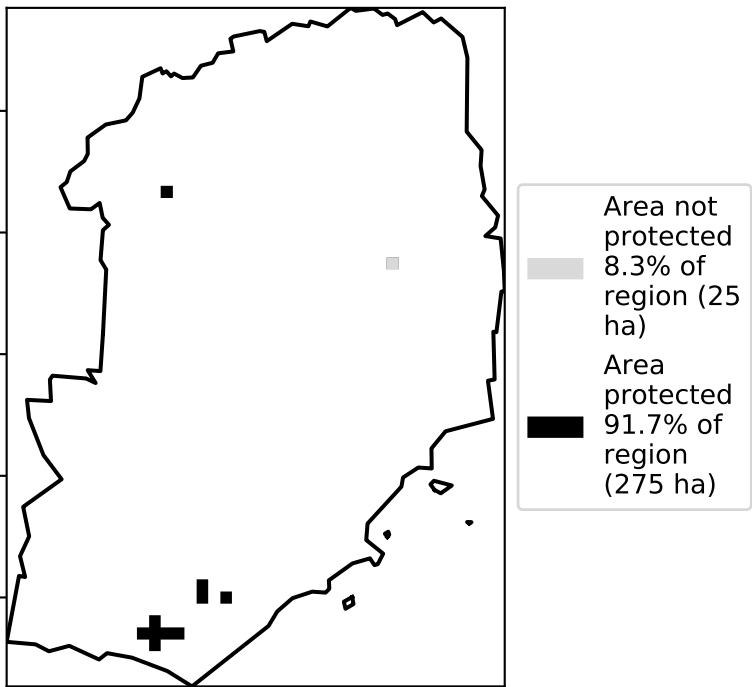 Area not
protected
8.3% of
region (25
ha)
Area
protected
91.7% of
region
(275 ha)